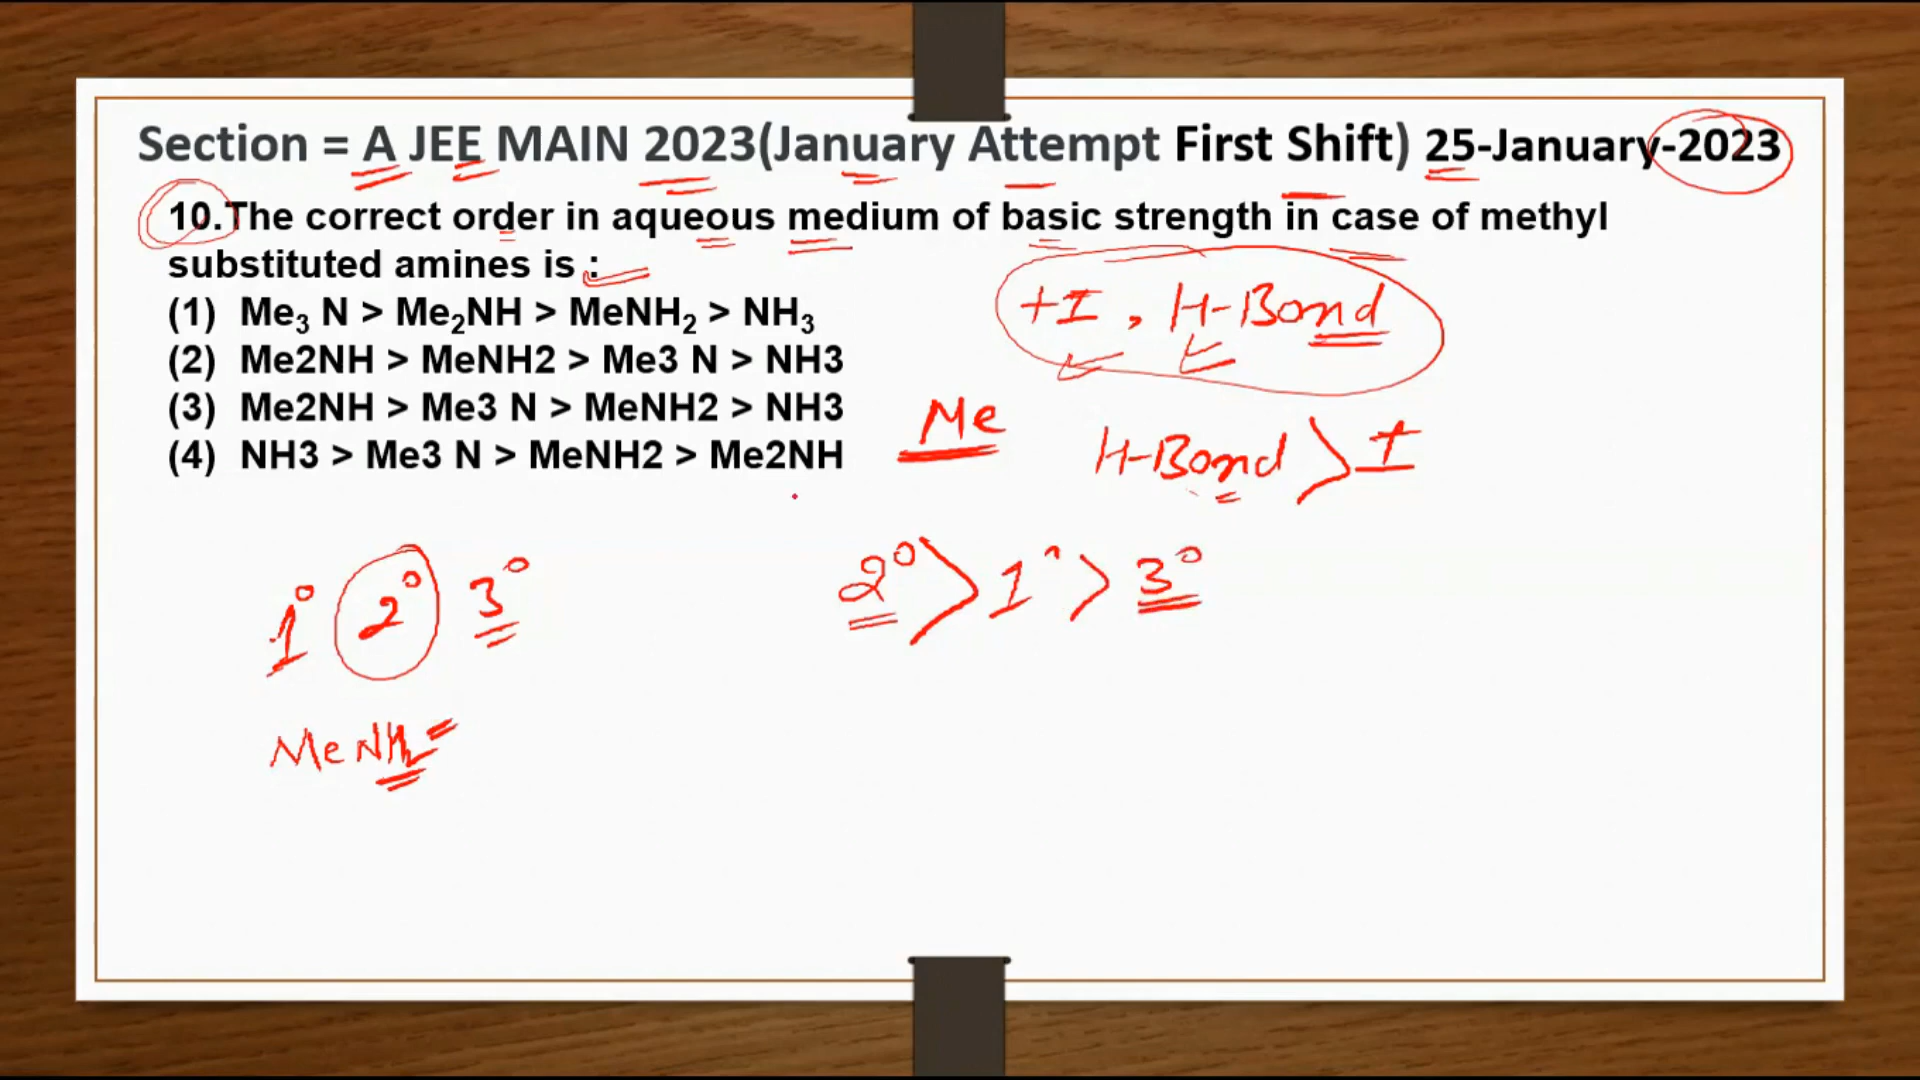 Section = A JEE MAIN 2023(January Attempt First Shift) 25-January-2023
10.The correct order in aqueous medium of basic strength in case of methyl
substituted amines is :
(1) Me₃ N > Me₂NH > MeNH₂ > NH₃
(2) Me2NH > MeNH2 > Me3 N > NH3
(3) Me2NH > Me3 N > MeNH2 > NH3
(4) NH3 > Me3 N > MeNH2 > Me2NH
+I, H-Bond
Me
H-Bond > I
1° 2° 3°
2° > 1° > 3°
MeNH₂